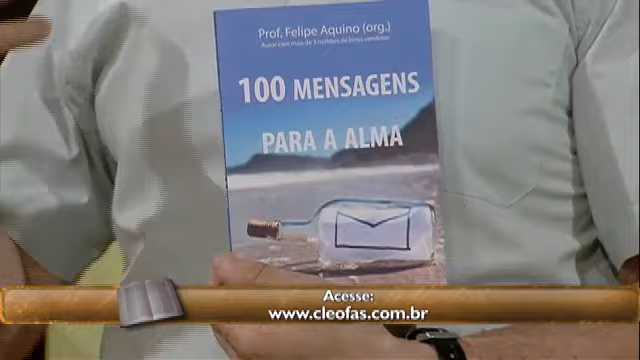 Prof. Felipe Aquino (org.)
Autor com mais de 3 milhões de livros vendidos
100 MENSAGENS
PARA A ALMA
Acesse:
www.cleofas.com.br